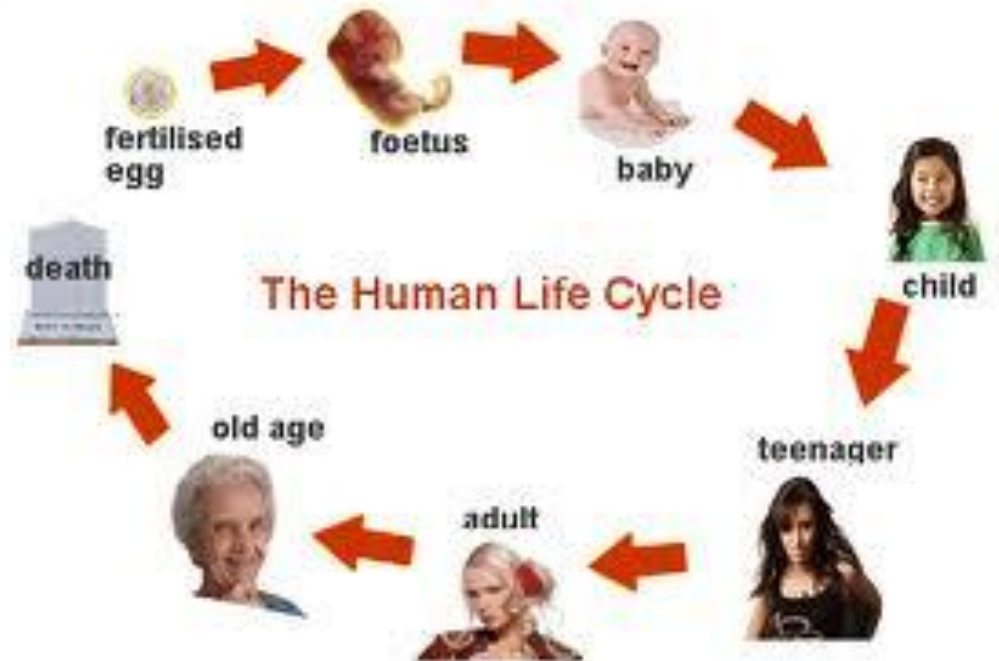 fertilised
egg
foetus
baby
child
teenager
adult
old age
death
The Human Life Cycle